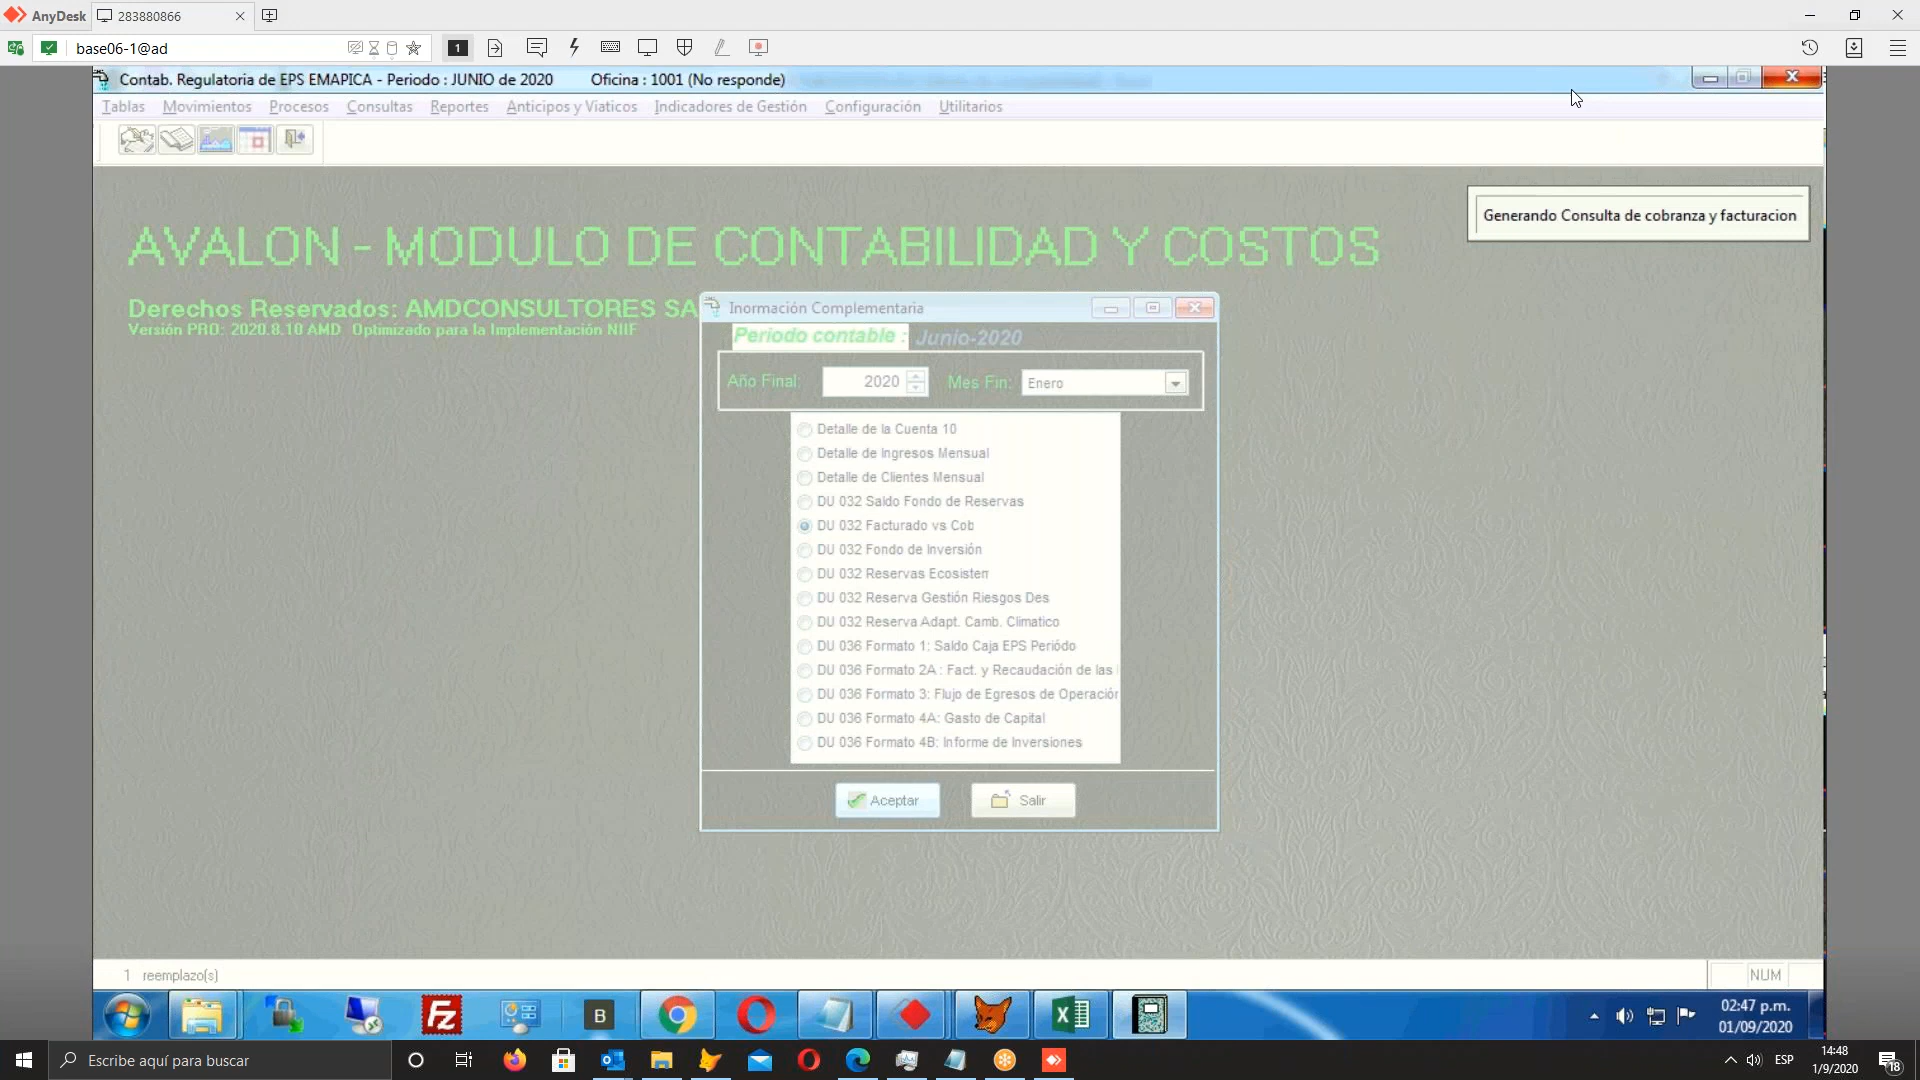 AnyDesk
283880866
base06-1@ad
1
Contab. Regulatoria de EPS EMAPICA - Periodo : JUNIO de 2020 Oficina : 1001 (No responde)
Tablas Movimientos Procesos Consultas Reportes Anticipos y Viaticos Indicadores de Gestión Configuración Utilitarios
Generando Consulta de cobranza y facturacion
AVALON - MODULO DE CONTABILIDAD Y COSTOS
Derechos Reservados: AMDCONSULTORES SA
Versión PRO: 2020.8.10 AMD Optimizado para la Implementación NIIF
Inormación Complementaria
Periodo contable : Junio-2020
Año Final: 2020 Mes Fin: Enero
Detalle de la Cuenta 10
Detalle de Ingresos Mensual
Detalle de Clientes Mensual
DU 032 Saldo Fondo de Reservas
DU 032 Facturado vs Cob
DU 032 Fondo de Inversión
DU 032 Reservas Ecosistem
DU 032 Reserva Gestión Riesgos Des
DU 032 Reserva Adapt. Camb. Climatico
DU 036 Formato 1: Saldo Caja EPS Periódo
DU 036 Formato 2A : Fact. y Recaudación de las
DU 036 Formato 3: Flujo de Egresos de Operación
DU 036 Formato 4A: Gasto de Capital
DU 036 Formato 4B: Informe de Inversiones
Aceptar Salir
1 reemplazo(s)
NUM
B
02:47 p.m.
01/09/2020
Escribe aquí para buscar
ESP
14:48
1/9/2020
18